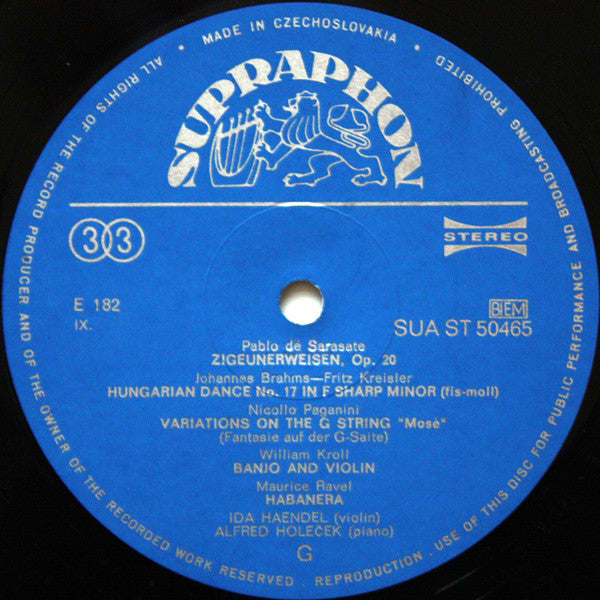 MADE IN CZECHOSLOVAKIA
SUPRAPHON
33
STEREO
E 182
IX.
BIEM
SUA ST 50465
Pablo de Sarasate
ZIGEUNERWEISEN, Op. 20
Johannes Brahms—Fritz Kreisler
HUNGARIAN DANCE No. 17 IN F SHARP MINOR (fis-moll)
Nicollo Paganini
VARIATIONS ON THE G STRING "Mosè"
(Fantasie auf der G-Saite)
William Kroll
BANJO AND VIOLIN
Maurice Ravel
HABANERA
IDA HAENDEL (violin)
ALFRED HOLEČEK (piano)
G
ALL RIGHTS OF THE RECORD PRODUCER AND OF THE OWNER OF THE RECORDED WORK RESERVED . REPRODUCTION . USE OF THIS DISC FOR PUBLIC PERFORMANCE AND BROADCASTING PROHIBITED